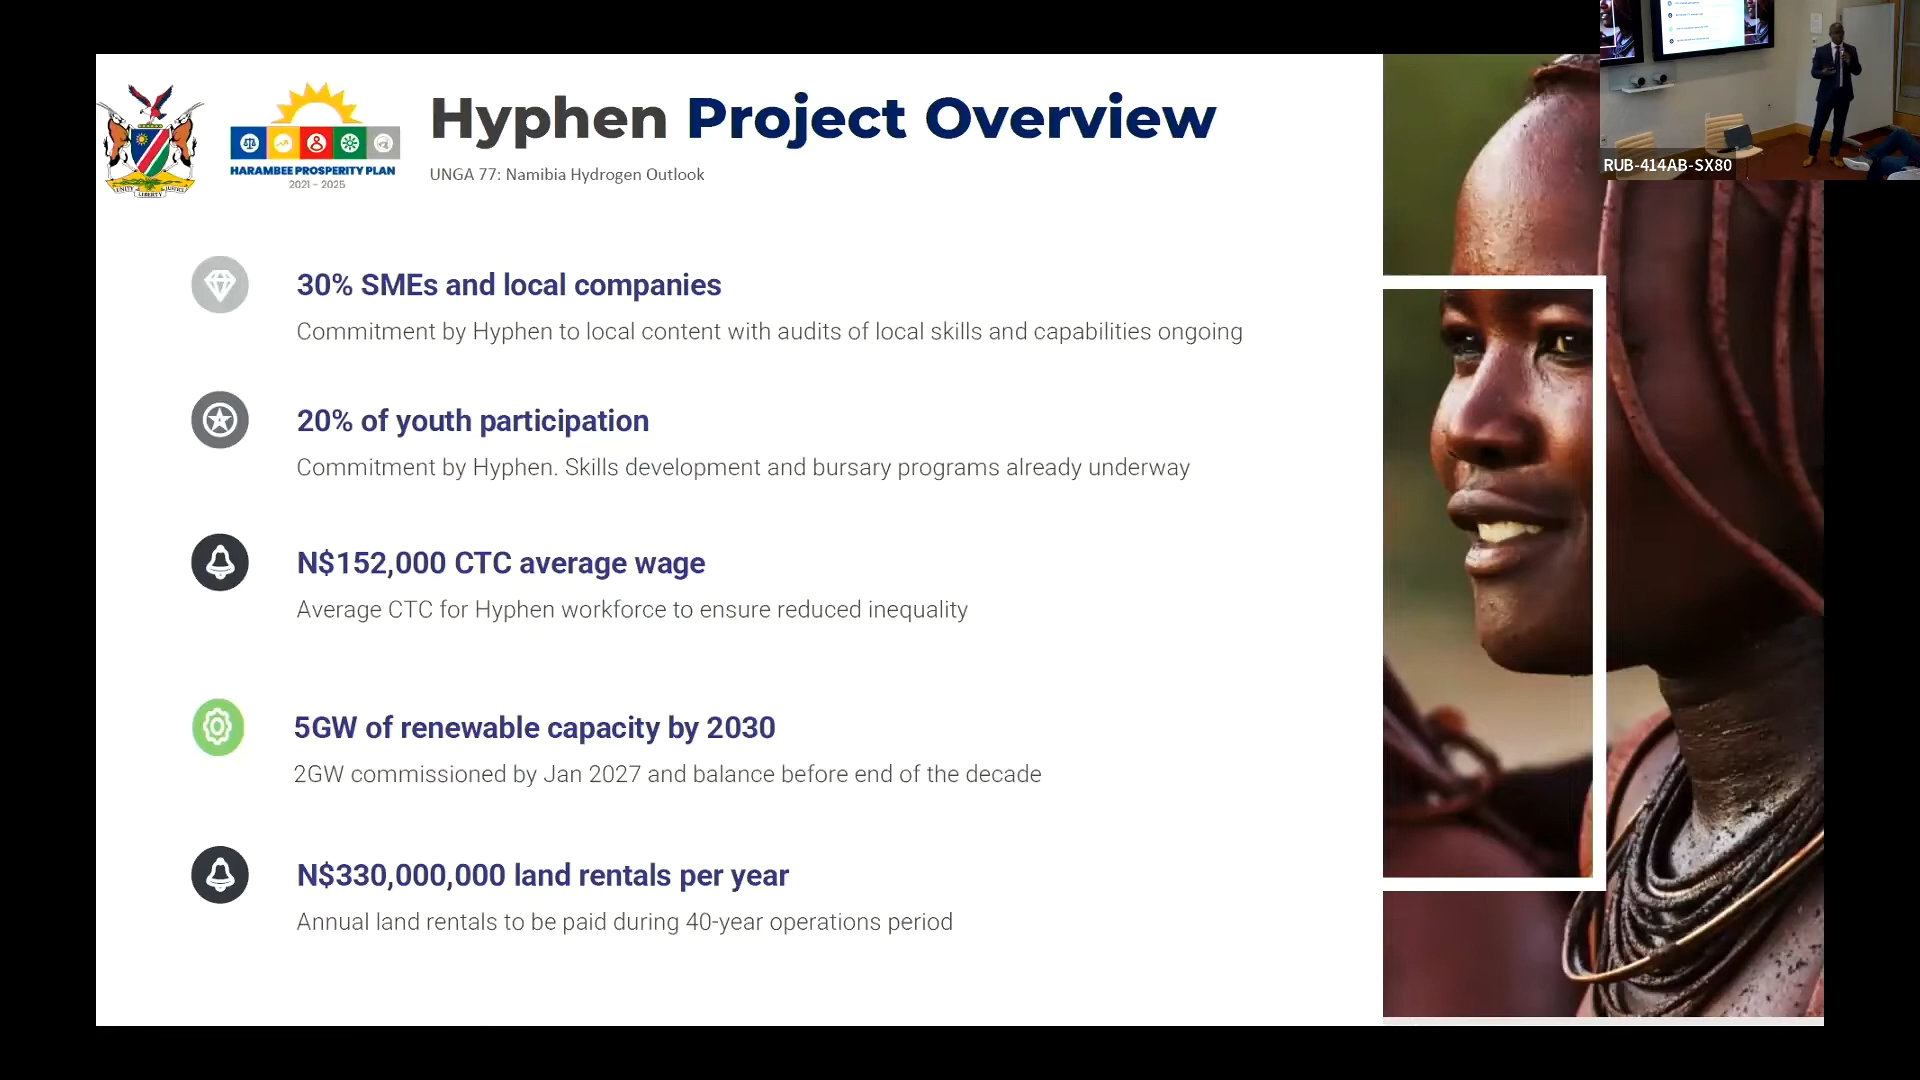 UNITY
LIBERTY
JUSTICE
HARAMBEE PROSPERITY PLAN
2021 – 2025
Hyphen Project Overview
UNGA 77: Namibia Hydrogen Outlook
RUB-414AB-SX80
30% SMEs and local companies
Commitment by Hyphen to local content with audits of local skills and capabilities ongoing
20% of youth participation
Commitment by Hyphen. Skills development and bursary programs already underway
N$152,000 CTC average wage
Average CTC for Hyphen workforce to ensure reduced inequality
5GW of renewable capacity by 2030
2GW commissioned by Jan 2027 and balance before end of the decade
N$330,000,000 land rentals per year
Annual land rentals to be paid during 40-year operations period